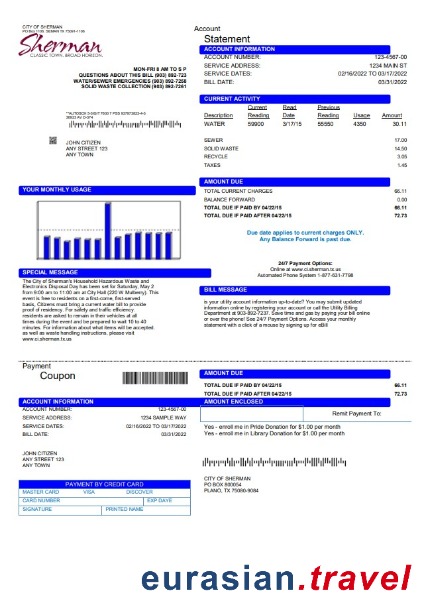 CITY OF SHERMAN
Sherman
CLASSIC TOWN. BROAD HORIZON.
MON-FRI 8 AM TO 5 P
QUESTIONS ABOUT THIS BILL (903) 892-723
WATER/SEWER EMERGENCIES (903) 892-7258
SOLID WASTE COLLECTION (903) 892-7281
JOHN CITIZEN
ANY STREET 123
ANY TOWN
Account
Statement
ACCOUNT INFORMATION
ACCOUNT NUMBER: 123-4567-00
SERVICE ADDRESS: 1234 MAIN ST
SERVICE DATES: 02/16/2022 TO 03/17/2022
BILL DATE: 03/31/2022
CURRENT ACTIVITY
Current Read Previous
Description Reading Date Reading Usage Amount
WATER 59900 3/17/15 55550 4350 30.11
SEWER 17.00
SOLID WASTE 14.50
RECYCLE 3.05
TAXES 1.45
AMOUNT DUE
TOTAL CURRENT CHARGES 66.11
BALANCE FORWARD 0.00
TOTAL DUE IF PAID BY 04/22/15 66.11
TOTAL DUE IF PAID AFTER 04/22/15 72.73
Due date applies to current charges ONLY.
Any Balance Forward is past due.
YOUR MONTHLY USAGE
24/7 Payment Options:
Online at www.ci.sherman.tx.us
Automated Phone System 1-877-631-7798
SPECIAL MESSAGE
The City of Sherman's Household Hazardous Waste and
Electronics Disposal Day has been set for Saturday, May 2
from 9:00 am to 11:00 am at City Hall (220 W Mulberry). This
event is free to residents on a first-come, first-served
basis. Citizens must bring a current water bill to provide
proof of residency. For safety and traffic efficiency
residents are asked to remain in their vehicles at all
times during the event and be prepared to wait 10 to 40
minutes. For information about what items will be accepted
as well as waste handling instructions, please visit
www.ci.sherman.tx.us.
BILL MESSAGE
is your utility account information up-to-date? You may submit updated
information online by registering your account or call the Utility Billing
Department at 903-892-7237. Save time and gas by paying your bill online
or over the phone! See 24/7 Payment Options. Access your monthly
statement with a click of a mouse by signing up for eBill!
Payment
Coupon
AMOUNT DUE
TOTAL DUE IF PAID BY 04/22/15 66.11
TOTAL DUE IF PAID AFTER 04/22/15 72.73
ACCOUNT INFORMATION
ACCOUNT NUMBER: 123-4567-00
SERVICE ADDRESS: 1234 SAMPLE WAY
SERVICE DATES: 02/16/2022 TO 03/17/2022
BILL DATE: 03/31/2022
AMOUNT ENCLOSED
Remit Payment To:
Yes - enroll me in Pride Donation for $1.00 per month
Yes - enroll me in Library Donation for $1.00 per month
JOHN CITIZEN
ANY STREET 123
ANY TOWN
CITY OF SHERMAN
PO BOX 860054
PLANO, TX 75086-9084
PAYMENT BY CREDIT CARD
MASTER CARD VISA DISCOVER
CARD NUMBER EXP DATE
SIGNATURE PRINTED NAME
eurasian.travel